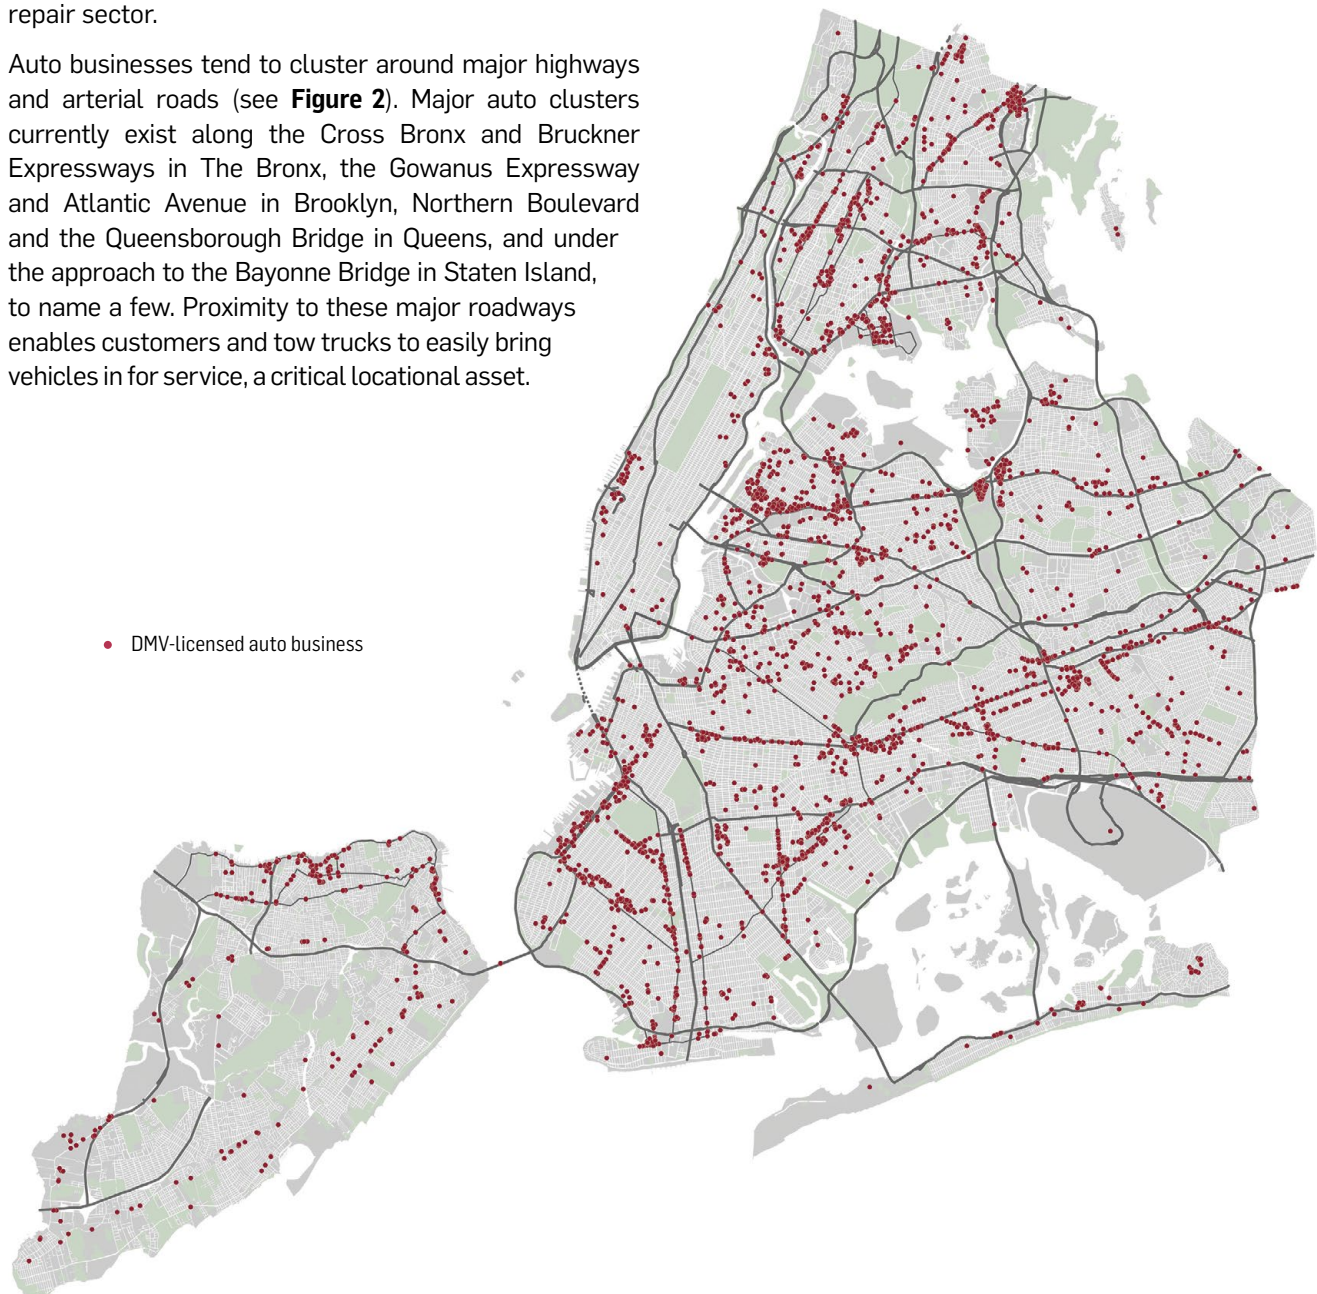 repair sector.
Auto businesses tend to cluster around major highways
and arterial roads (see Figure 2). Major auto clusters
currently exist along the Cross Bronx and Bruckner
Expressways in The Bronx, the Gowanus Expressway
and Atlantic Avenue in Brooklyn, Northern Boulevard
and the Queensborough Bridge in Queens, and under
the approach to the Bayonne Bridge in Staten Island,
to name a few. Proximity to these major roadways
enables customers and tow trucks to easily bring
vehicles in for service, a critical locational asset.
DMV-licensed auto business